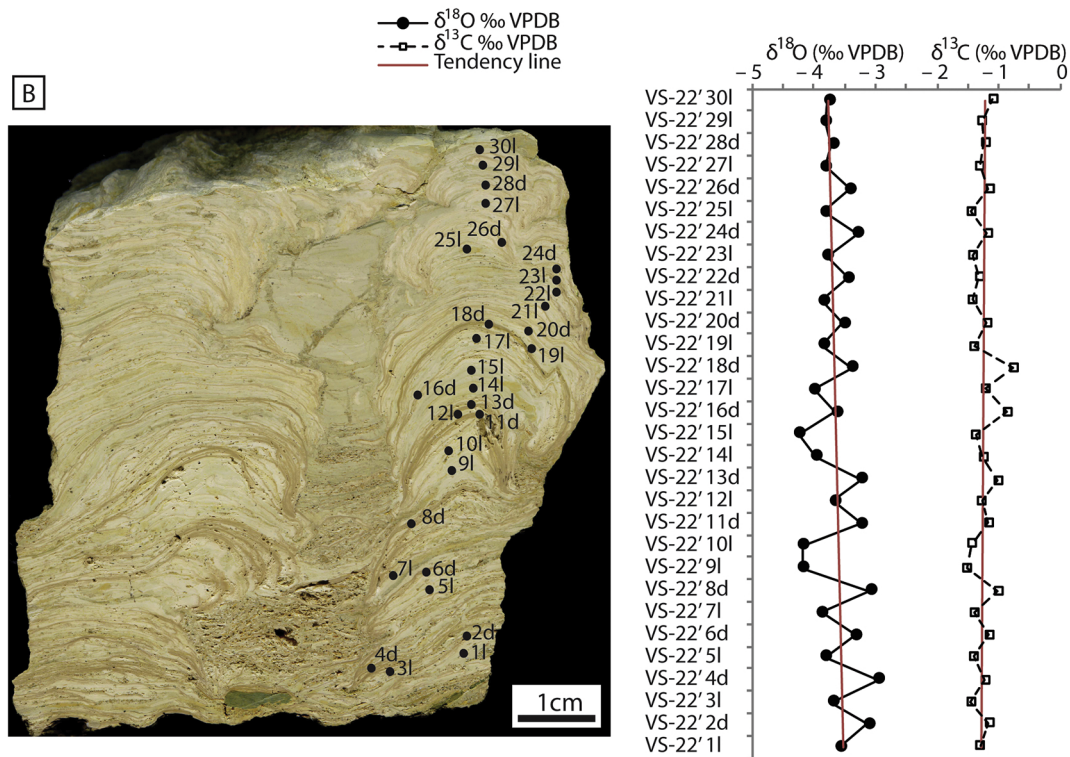 δ¹⁸O ‰ VPDB
δ¹³C ‰ VPDB
Tendency line
B
δ¹⁸O (‰ VPDB) δ¹³C (‰ VPDB)
−5 −4 −3 −2 −1 0
VS-22′ 30l
VS-22′ 29l
VS-22′ 28d
VS-22′ 27l
VS-22′ 26d
VS-22′ 25l
VS-22′ 24d
VS-22′ 23l
VS-22′ 22d
VS-22′ 21l
VS-22′ 20d
VS-22′ 19l
VS-22′ 18d
VS-22′ 17l
VS-22′ 16d
VS-22′ 15l
VS-22′ 14l
VS-22′ 13d
VS-22′ 12l
VS-22′ 11d
VS-22′ 10l
VS-22′ 9l
VS-22′ 8d
VS-22′ 7l
VS-22′ 6d
VS-22′ 5l
VS-22′ 4d
VS-22′ 3l
VS-22′ 2d
VS-22′ 1l
30l
29l
28d
27l
26d
25l
24d
23l
22l
21l
18d
20d
17l
19l
15l
16d
14l
13d
12l
11d
10l
9l
8d
7l
6d
5l
2d
1l
4d
3l
1cm